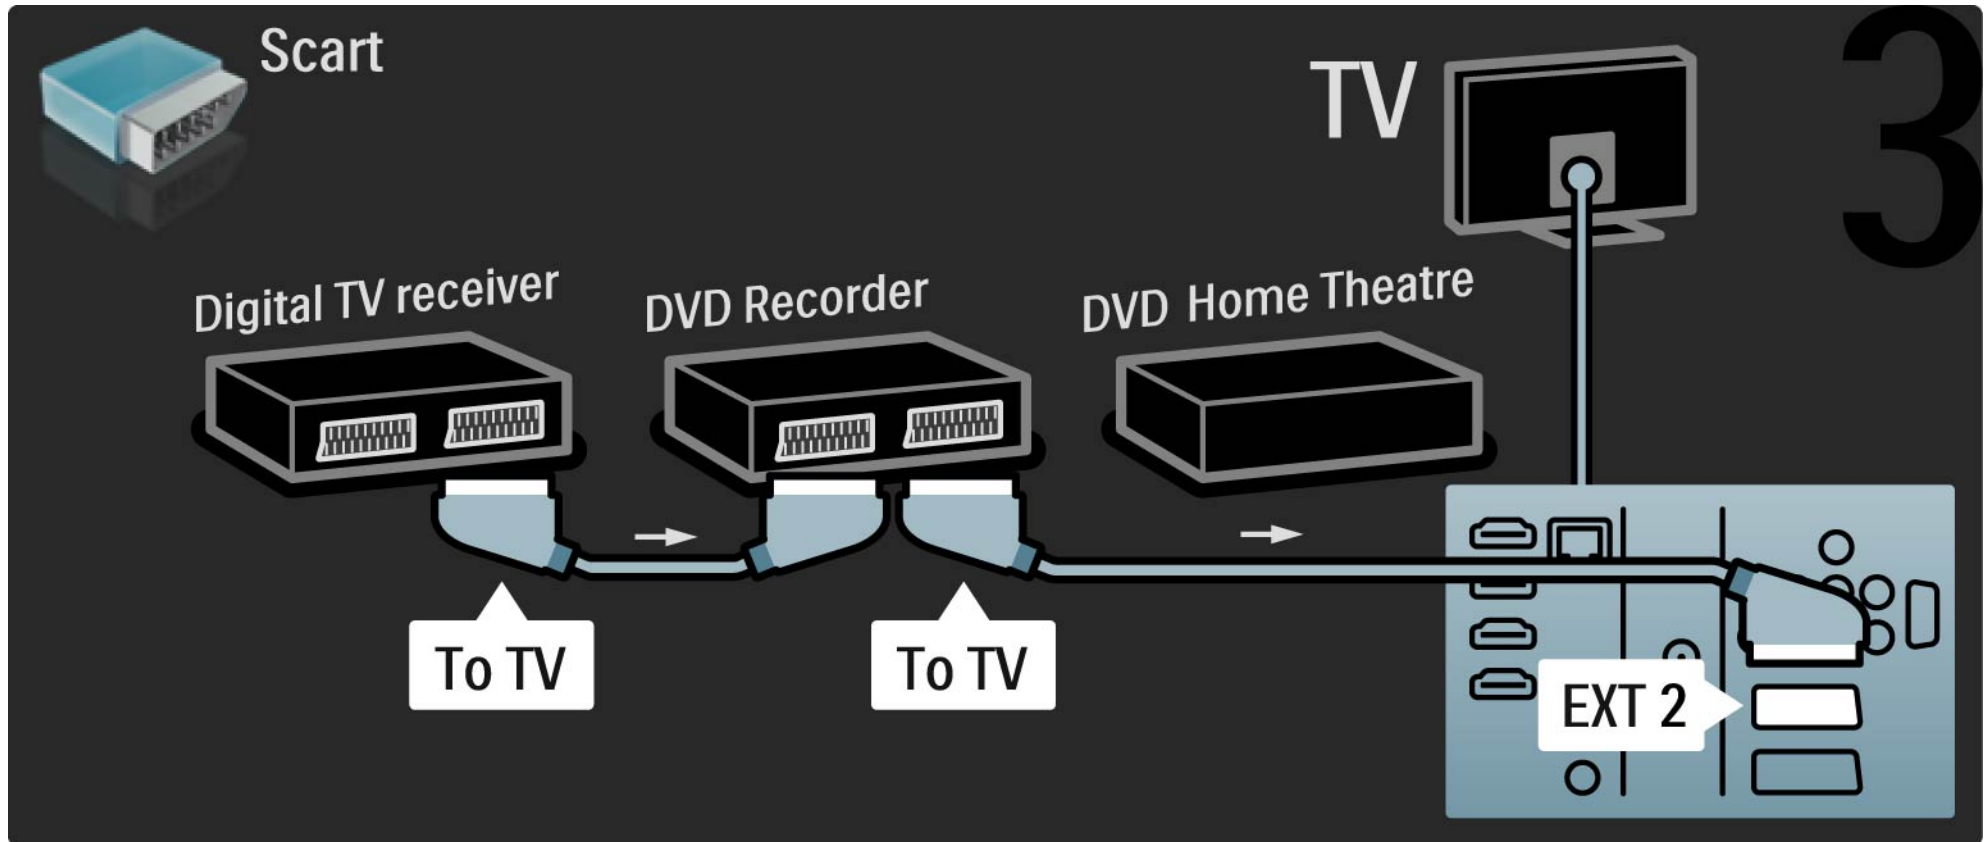 Scart
TV
3
Digital TV receiver
DVD Recorder
DVD Home Theatre
To TV
To TV
EXT 2